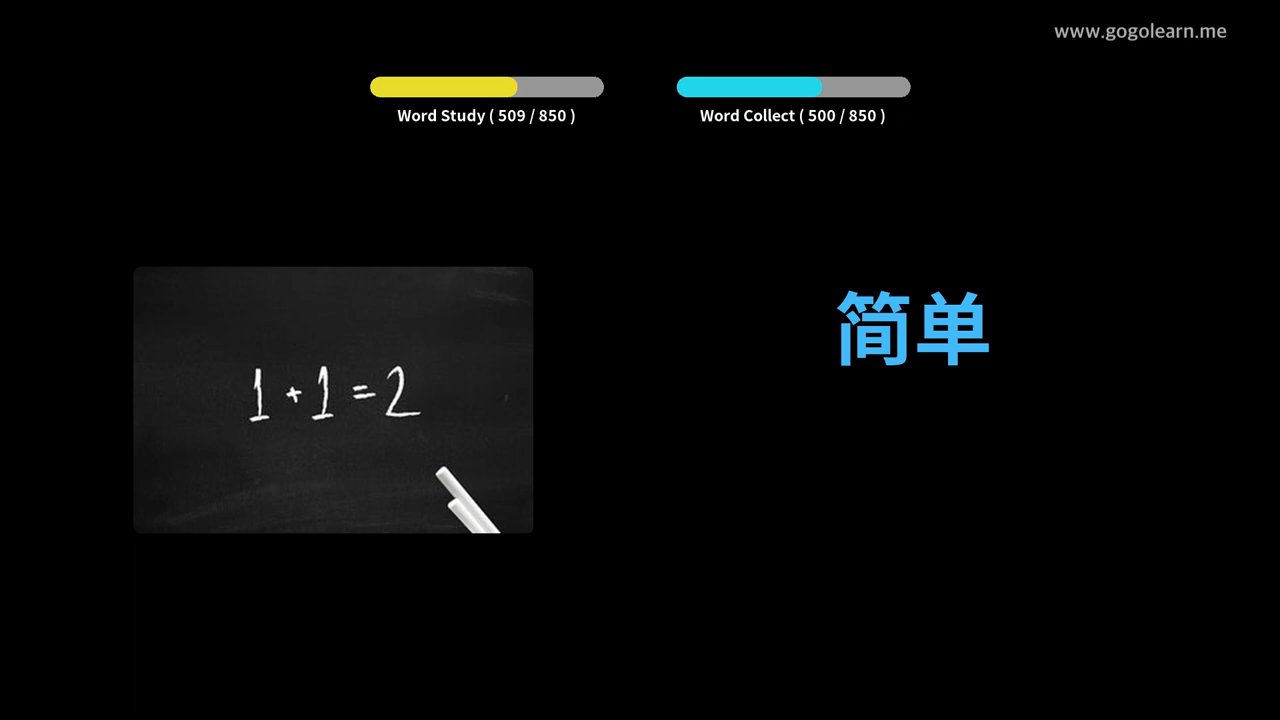 www.gogolearn.me
Word Study ( 509 / 850 )
Word Collect ( 500 / 850 )
简单
1 + 1 = 2